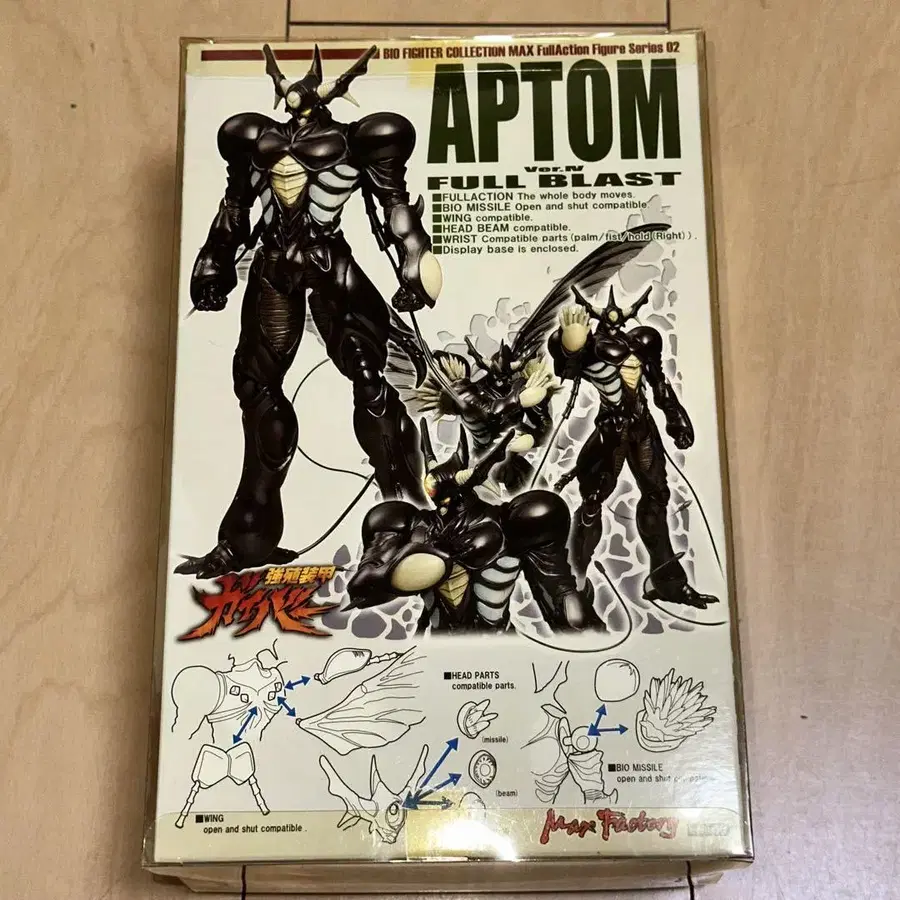 BIO FIGHTER COLLECTION MAX FullAction Figure Series 02
APTOM
Ver.IV
FULL BLAST
■FULLACTION The whole body moves.
■BIO MISSILE Open and shut compatible.
■WING compatible.
■HEAD BEAM compatible.
■WRIST Compatible parts (palm/fist/hold(Right)).
■Display base is enclosed.
強殖装甲
ガイバー
■HEAD PARTS
compatible parts.
(missile)
(beam)
■BIO MISSILE
open and shut
■WING
open and shut compatible.
Max Factory